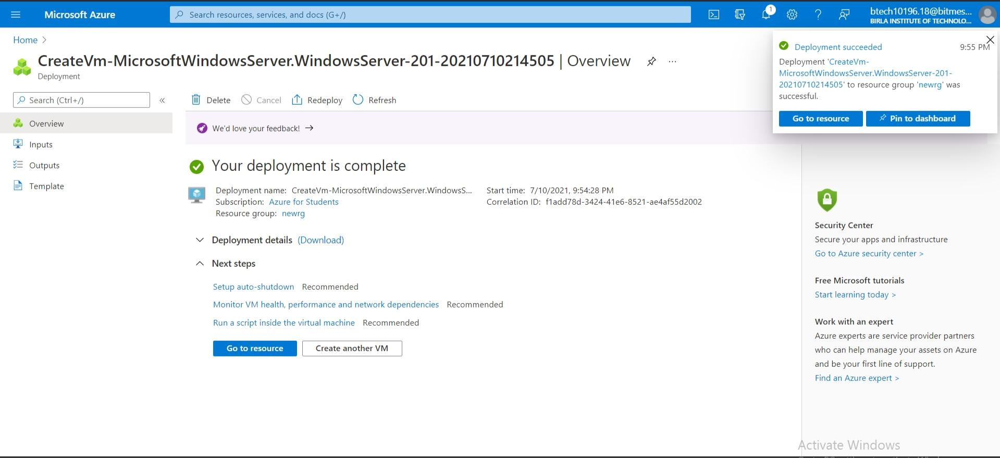 Microsoft Azure
Search resources, services, and docs (G+/)
1
btech10196.18@bitmes...
BIRLA INSTITUTE OF TECHNOLO...
Home
CreateVm-MicrosoftWindowsServer.WindowsServer-201-20210710214505 | Overview
Deployment
Deployment succeeded
9:55 PM
Deployment 'CreateVm-
MicrosoftWindowsServer.WindowsServer-201-
20210710214505' to resource group 'newrg' was
successful.
Go to resource
Pin to dashboard
Search (Ctrl+/)
«
Delete
Cancel
Redeploy
Refresh
Overview
Inputs
Outputs
Template
We'd love your feedback! →
Your deployment is complete
Deployment name: CreateVm-MicrosoftWindowsServer.WindowsS...
Subscription: Azure for Students
Resource group: newrg
Start time: 7/10/2021, 9:54:28 PM
Correlation ID: f1add78d-3424-41e6-8521-ae4af55d2002
Deployment details (Download)
Next steps
Setup auto-shutdown Recommended
Monitor VM health, performance and network dependencies Recommended
Run a script inside the virtual machine Recommended
Go to resource
Create another VM
Security Center
Secure your apps and infrastructure
Go to Azure security center >
Free Microsoft tutorials
Start learning today >
Work with an expert
Azure experts are service provider partners
who can help manage your assets on Azure
and be your first line of support.
Find an Azure expert >
Activate Windows